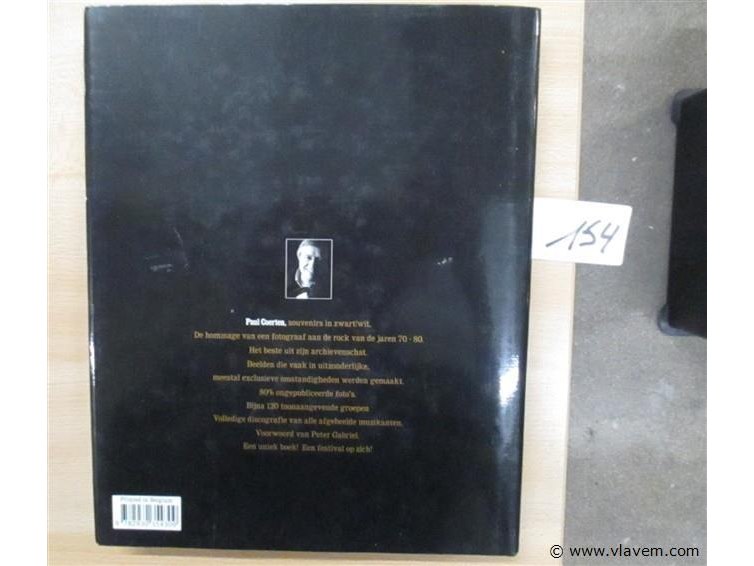 154
Paul Coerten, souvenirs in zwart/wit.
De hommage van een fotograaf aan de rock van de jaren 70 - 80.
Het beste uit zijn archievenschat.
Beelden die vaak in uitzonderlijke,
meestal exclusieve omstandigheden werden gemaakt.
80% ongepubliceerde foto's.
Bijna 120 toonaangevende groepen
Volledige discografie van alle afgebeelde muzikanten.
Voorwoord van Peter Gabriel
Een uniek boek! Een festival op zich!
Printed in Belgium
© www.vlavem.com